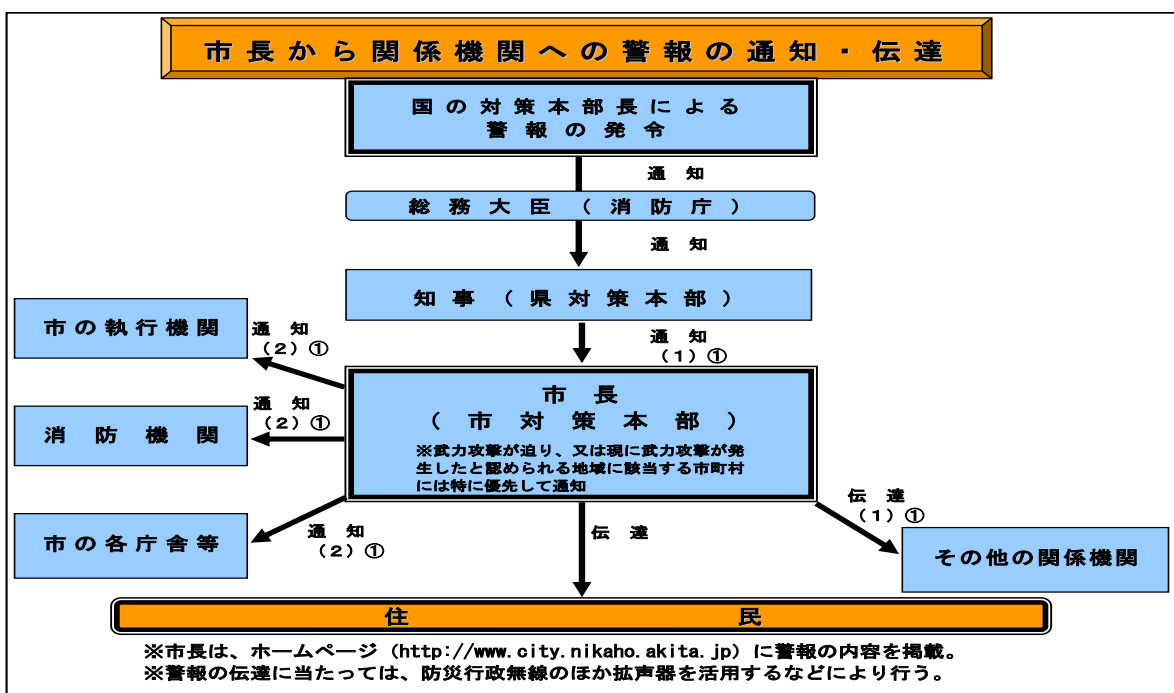 市長から関係機関への警報の通知・伝達
国の対策本部長による
警報の発令
通知
総務大臣（消防庁）
通知
知事（県対策本部）
通知
（1）①
市の執行機関
通知
（2）①
消防機関
通知
（2）①
市の各庁舎等
通知
（2）①
市長
（市対策本部）
※武力攻撃が迫り、又は現に武力攻撃が発
生したと認められる地域に該当する市町村
には特に優先して通知
伝達
伝達
（1）①
その他の関係機関
住民
※市長は、ホームページ（http://www.city.nikaho.akita.jp）に警報の内容を掲載。
※警報の伝達に当たっては、防災行政無線のほか拡声器を活用するなどにより行う。